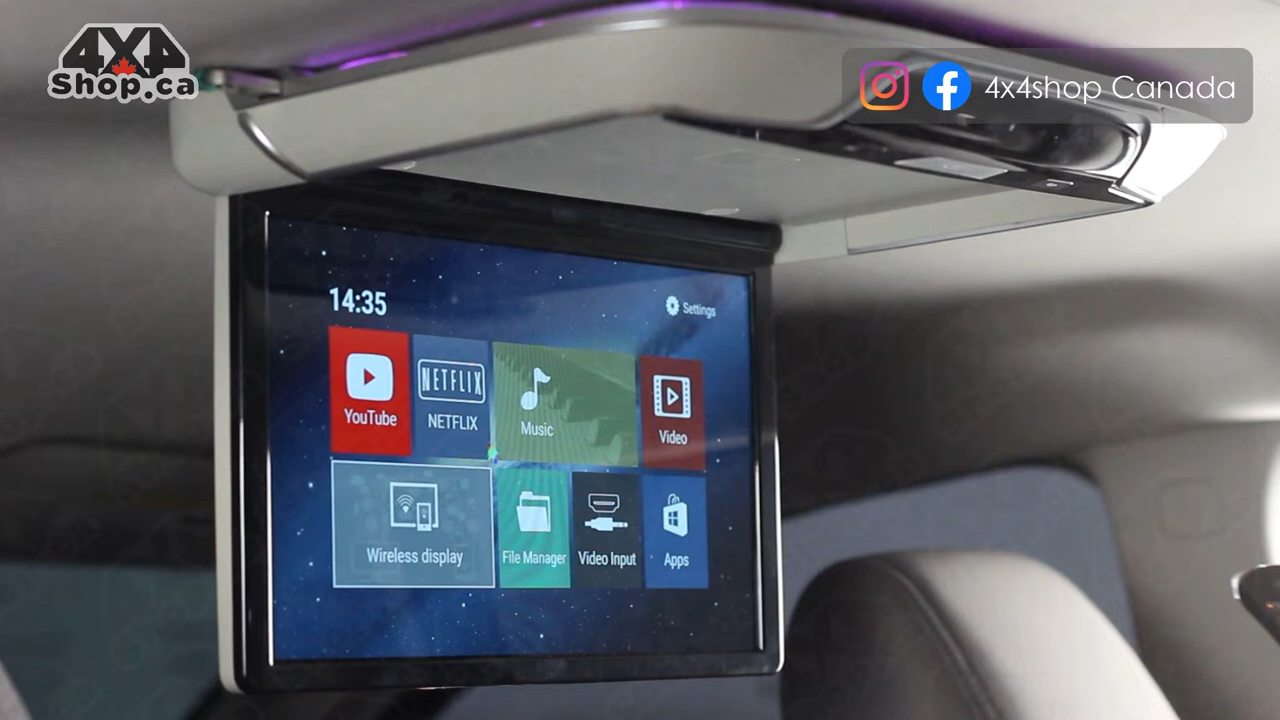 4X4
Shop.ca
4x4shop Canada
14:35
Settings
YouTube
NETFLIX
NETFLIX
Music
Video
Wireless display
File Manager
Video Input
Apps